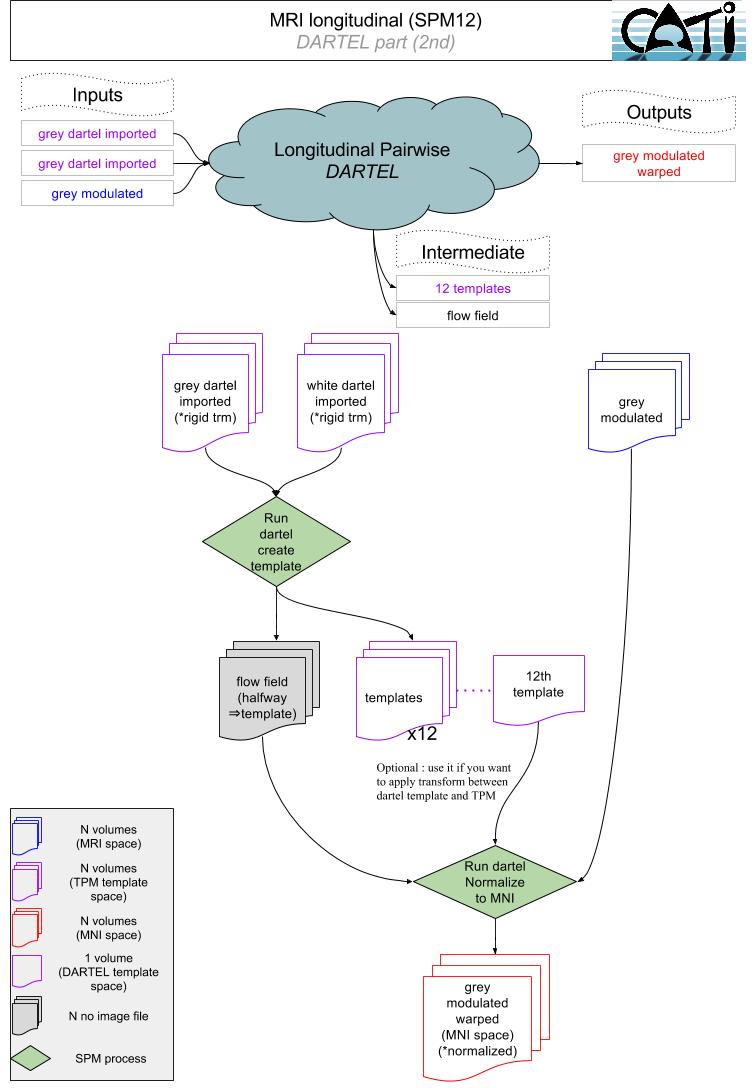 MRI longitudinal (SPM12)
DARTEL part (2nd)
CATI
Inputs
grey dartel imported
grey dartel imported
grey modulated
Longitudinal Pairwise
DARTEL
Outputs
grey modulated
warped
Intermediate
12 templates
flow field
grey dartel
imported
(*rigid trm)
white dartel
imported
(*rigid trm)
grey
modulated
Run
dartel
create
template
flow field
(halfway
⇒template)
templates
x12
12th
template
Optional : use it if you want
to apply transform between
dartel template and TPM
Run dartel
Normalize
to MNI
grey
modulated
warped
(MNI space)
(*normalized)
N volumes
(MRI space)
N volumes
(TPM template
space)
N volumes
(MNI space)
1 volume
(DARTEL template
space)
N no image file
SPM process